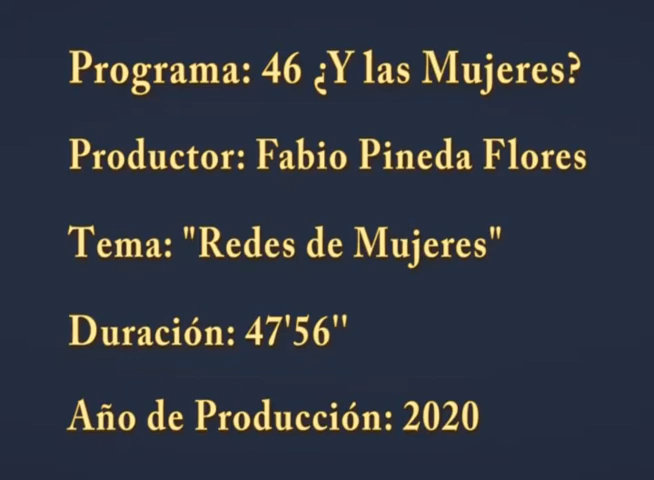 Programa: 46 ¿Y las Mujeres?
Productor: Fabio Pineda Flores
Tema: "Redes de Mujeres"
Duración: 47'56''
Año de Producción: 2020